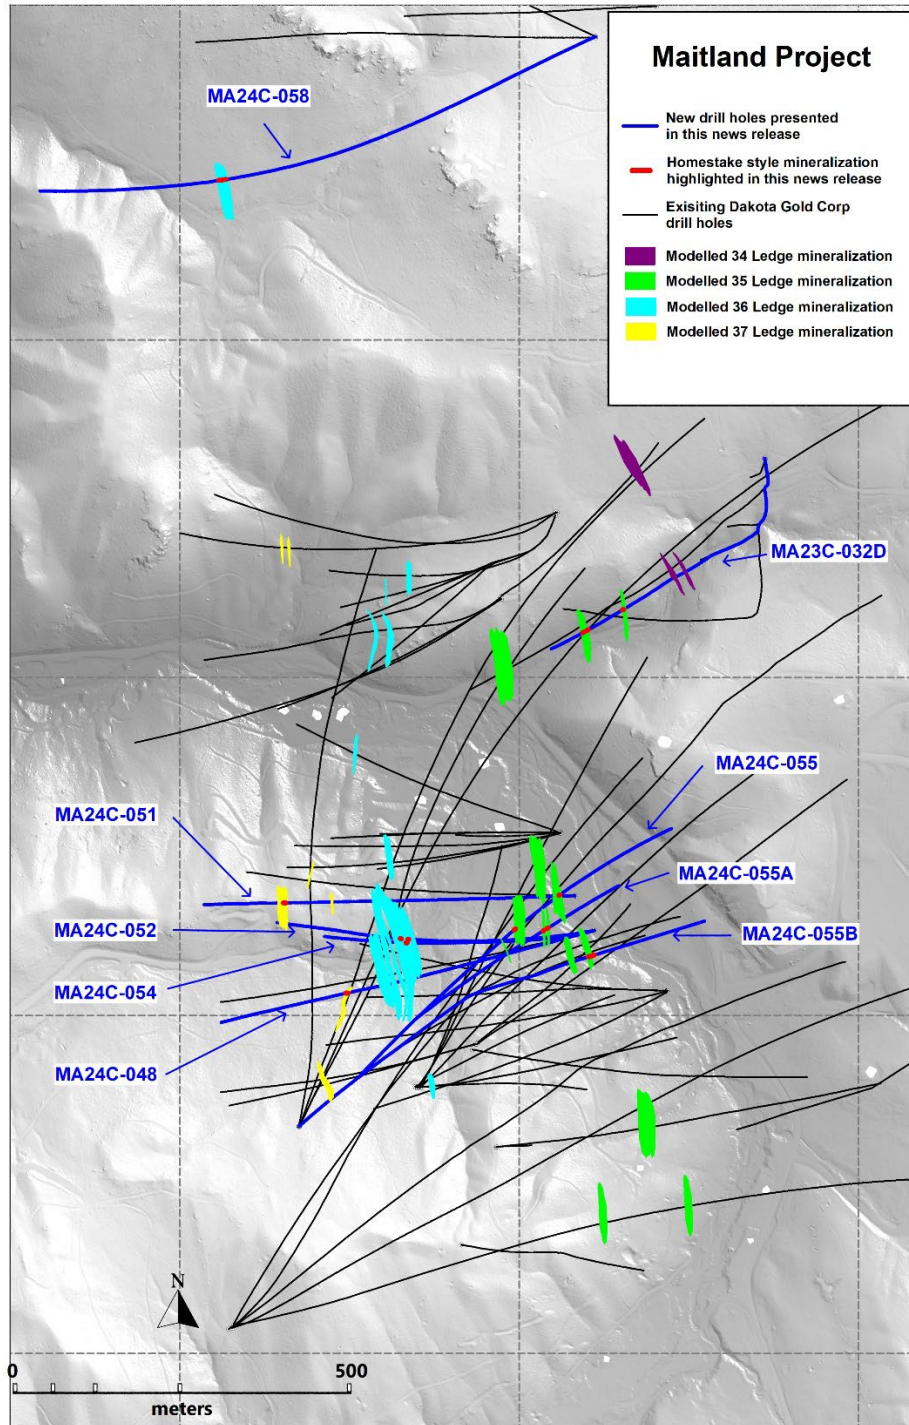 Maitland Project
New drill holes presented
in this news release
Homestake style mineralization
highlighted in this news release
Exisiting Dakota Gold Corp
drill holes
Modelled 34 Ledge mineralization
Modelled 35 Ledge mineralization
Modelled 36 Ledge mineralization
Modelled 37 Ledge mineralization
MA24C-058
MA23C-032D
MA24C-055
MA24C-051
MA24C-055A
MA24C-052
MA24C-055B
MA24C-054
MA24C-048
N
0 500
meters